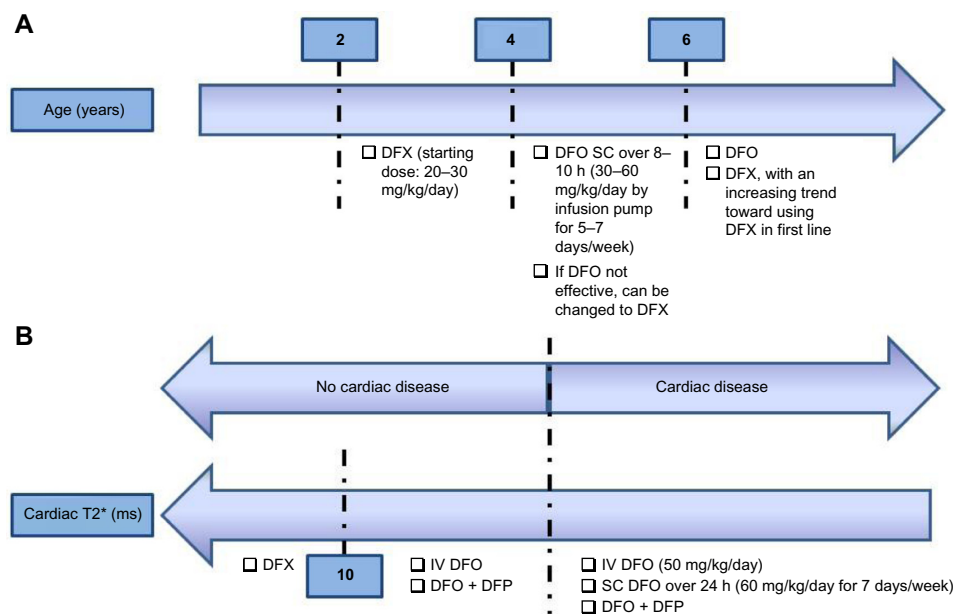 A
2
4
6
Age (years)
DFX (starting
dose: 20–30
mg/kg/day)
DFO SC over 8–
10 h (30–60
mg/kg/day by
infusion pump
for 5–7
days/week)
If DFO not
effective, can be
changed to DFX
DFO
DFX, with an
increasing trend
toward using
DFX in first line
B
No cardiac disease
Cardiac disease
Cardiac T2* (ms)
DFX
10
IV DFO
DFO + DFP
IV DFO (50 mg/kg/day)
SC DFO over 24 h (60 mg/kg/day for 7 days/week)
DFO + DFP